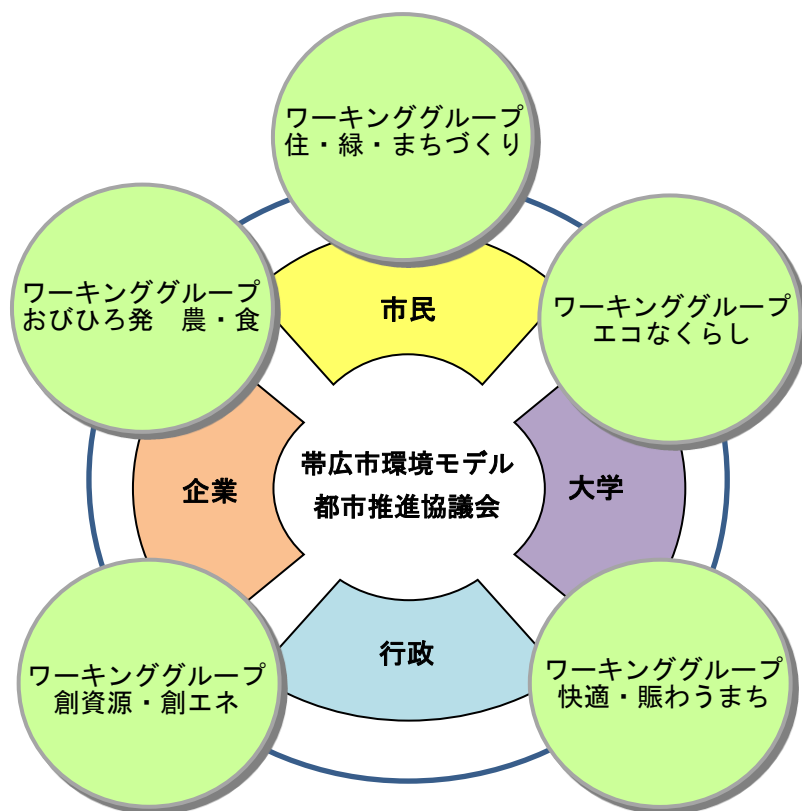 ワーキンググループ
住・緑・まちづくり
ワーキンググループ
おびひろ発　農・食
市民
ワーキンググループ
エコなくらし
企業
帯広市環境モデル
都市推進協議会
大学
行政
ワーキンググループ
創資源・創エネ
ワーキンググループ
快適・賑わうまち